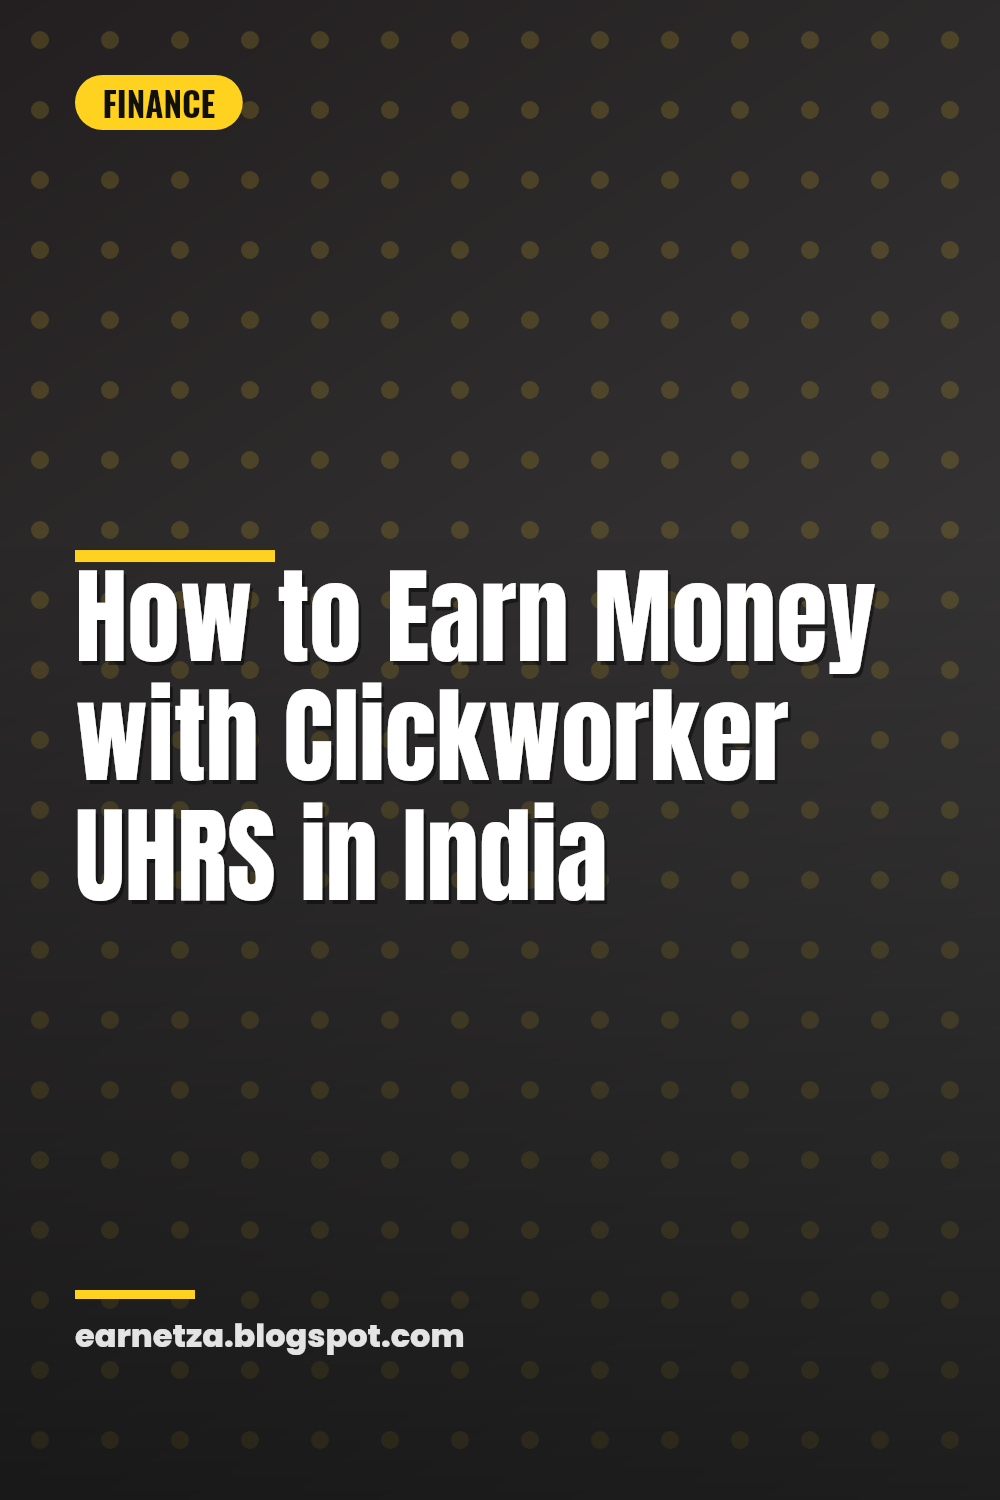 FINANCE
How to Earn Money
with Clickworker
UHRS in India
earnetza.blogspot.com